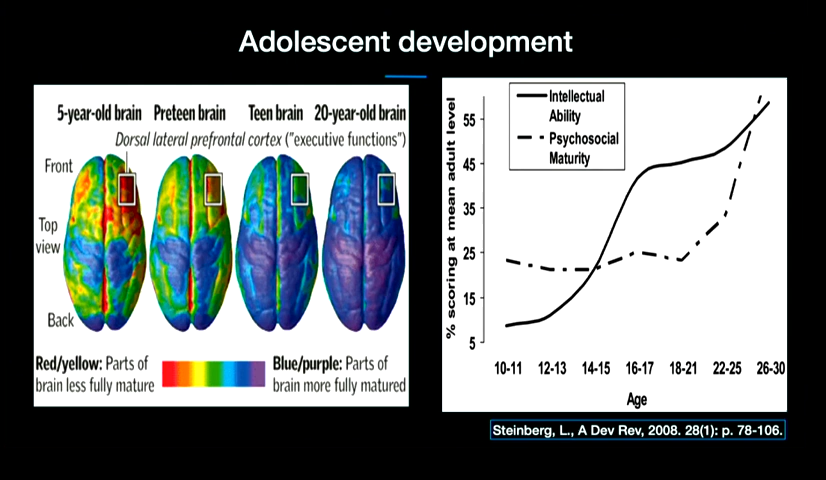 Adolescent development
5-year-old brain Preteen brain Teen brain 20-year-old brain
Dorsal lateral prefrontal cortex ("executive functions")
Front
Top
view
Back
Red/yellow: Parts of
brain less fully mature
Blue/purple: Parts of
brain more fully matured
% scoring at mean adult level
Intellectual
Ability
Psychosocial
Maturity
55
45
35
25
15
5
10-11 12-13 14-15 16-17 18-21 22-25 26-30
Age
Steinberg, L., A Dev Rev, 2008. 28(1): p. 78-106.